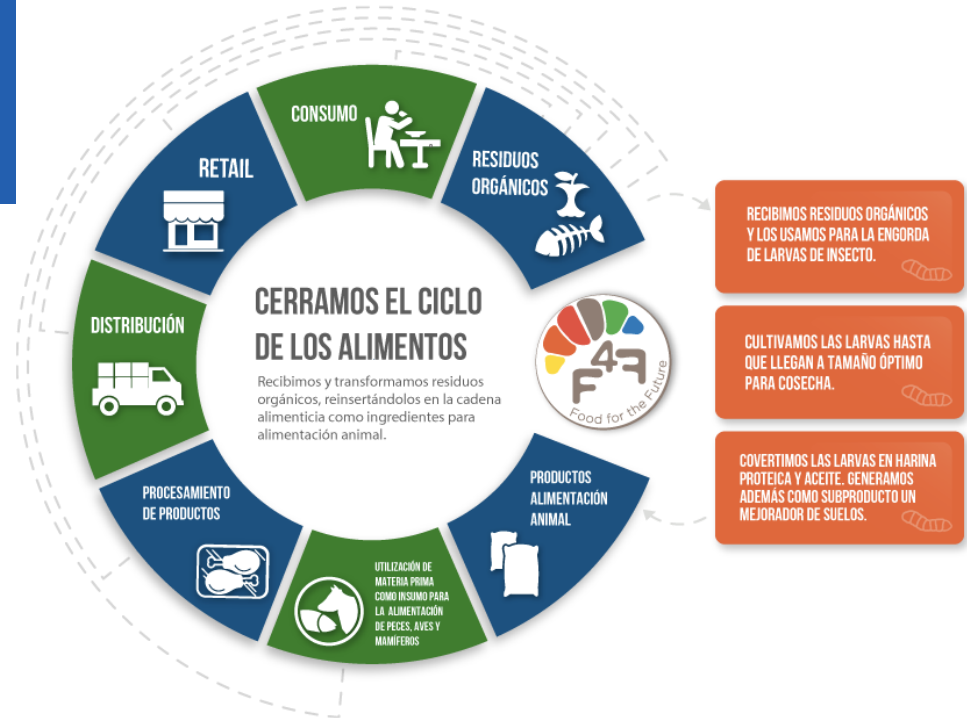 CONSUMO
RETAIL
RESIDUOS
ORGÁNICOS
DISTRIBUCIÓN
CERRAMOS EL CICLO
DE LOS ALIMENTOS
Recibimos y transformamos residuos
orgánicos, reinsertándolos en la cadena
alimenticia como ingredientes para
alimentación animal.
F4F
Food for the Future
PROCESAMIENTO
DE PRODUCTOS
UTILIZACIÓN DE
MATERIA PRIMA
COMO INSUMO PARA
LA ALIMENTACIÓN
DE PECES, AVES Y
MAMÍFEROS
PRODUCTOS
ALIMENTACIÓN
ANIMAL
RECIBIMOS RESIDUOS ORGÁNICOS
Y LOS USAMOS PARA LA ENGORDA
DE LARVAS DE INSECTO.
CULTIVAMOS LAS LARVAS HASTA
QUE LLEGAN A TAMAÑO ÓPTIMO
PARA COSECHA.
COVERTIMOS LAS LARVAS EN HARINA
PROTEICA Y ACEITE. GENERAMOS
ADEMÁS COMO SUBPRODUCTO UN
MEJORADOR DE SUELOS.